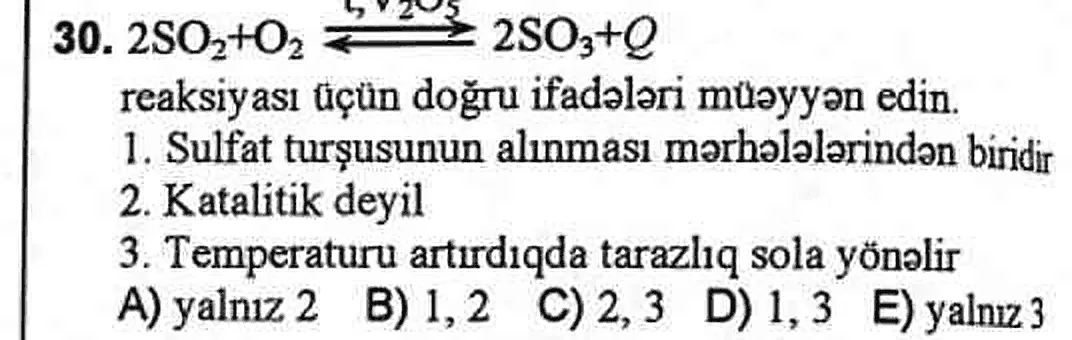 30. 2SO₂+O₂ ⇄ 2SO₃+Q
t, V₂O₅
reaksiyası üçün doğru ifadələri müəyyən edin.
1. Sulfat turşusunun alınması mərhələlərindən biridir
2. Katalitik deyil
3. Temperaturu artırdıqda tarazlıq sola yönəlir
A) yalnız 2 B) 1, 2 C) 2, 3 D) 1, 3 E) yalnız 3